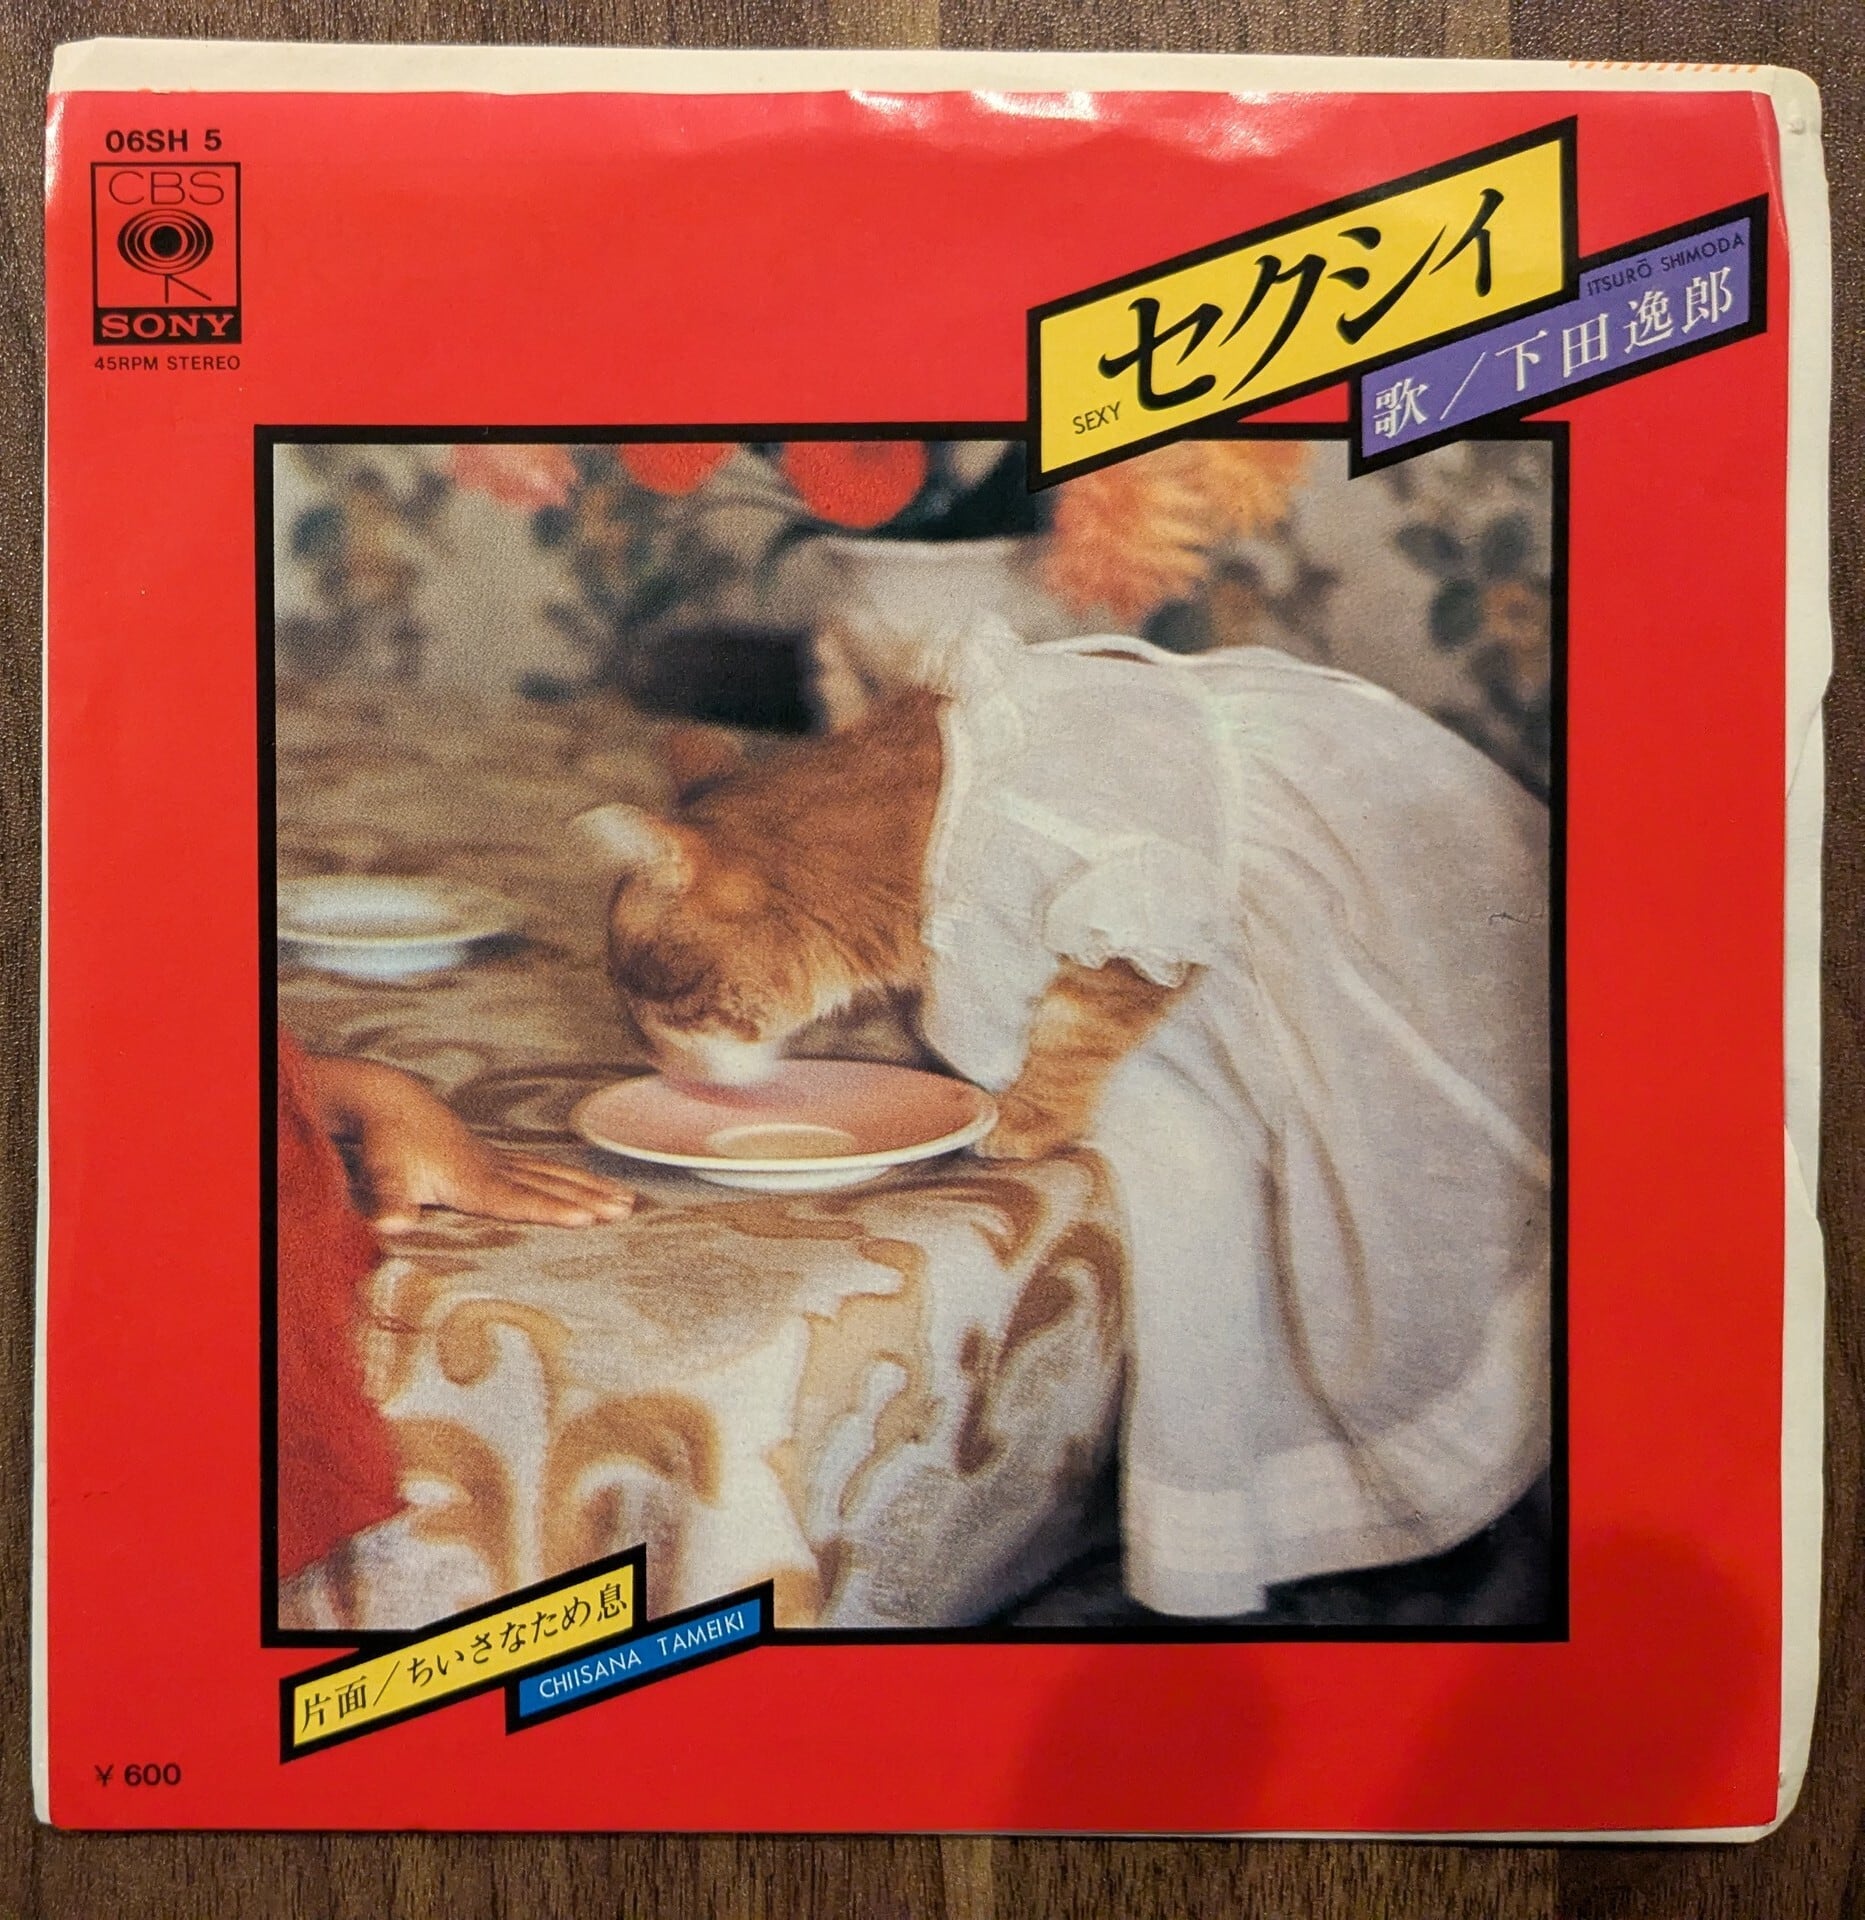 06SH 5
CBS
SONY
45RPM STEREO
セクシィ
SEXY
ITSURŌ SHIMODA
歌／下田逸郎
片面／ちいさなため息
CHIISANA TAMEIKI
¥ 600